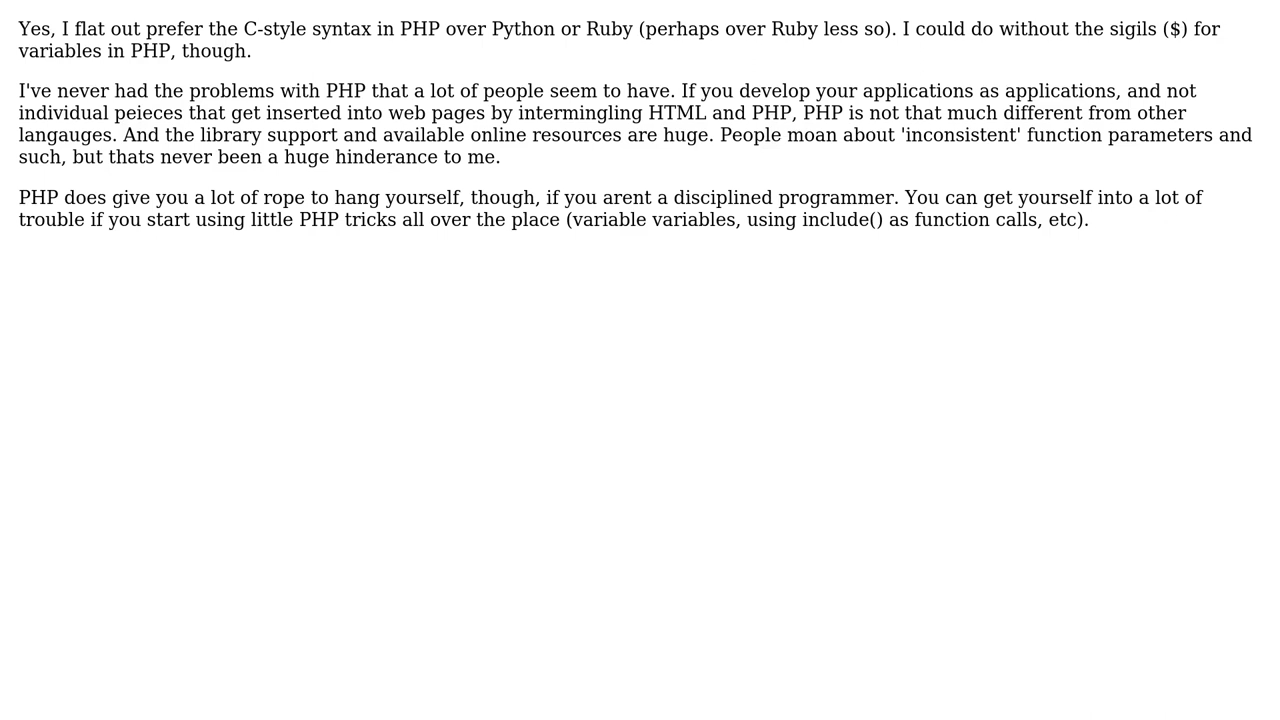 Yes, I flat out prefer the C-style syntax in PHP over Python or Ruby (perhaps over Ruby less so). I could do without the sigils ($) for
variables in PHP, though.
I've never had the problems with PHP that a lot of people seem to have. If you develop your applications as applications, and not
individual peieces that get inserted into web pages by intermingling HTML and PHP, PHP is not that much different from other
langauges. And the library support and available online resources are huge. People moan about 'inconsistent' function parameters and
such, but thats never been a huge hinderance to me.
PHP does give you a lot of rope to hang yourself, though, if you arent a disciplined programmer. You can get yourself into a lot of
trouble if you start using little PHP tricks all over the place (variable variables, using include() as function calls, etc).